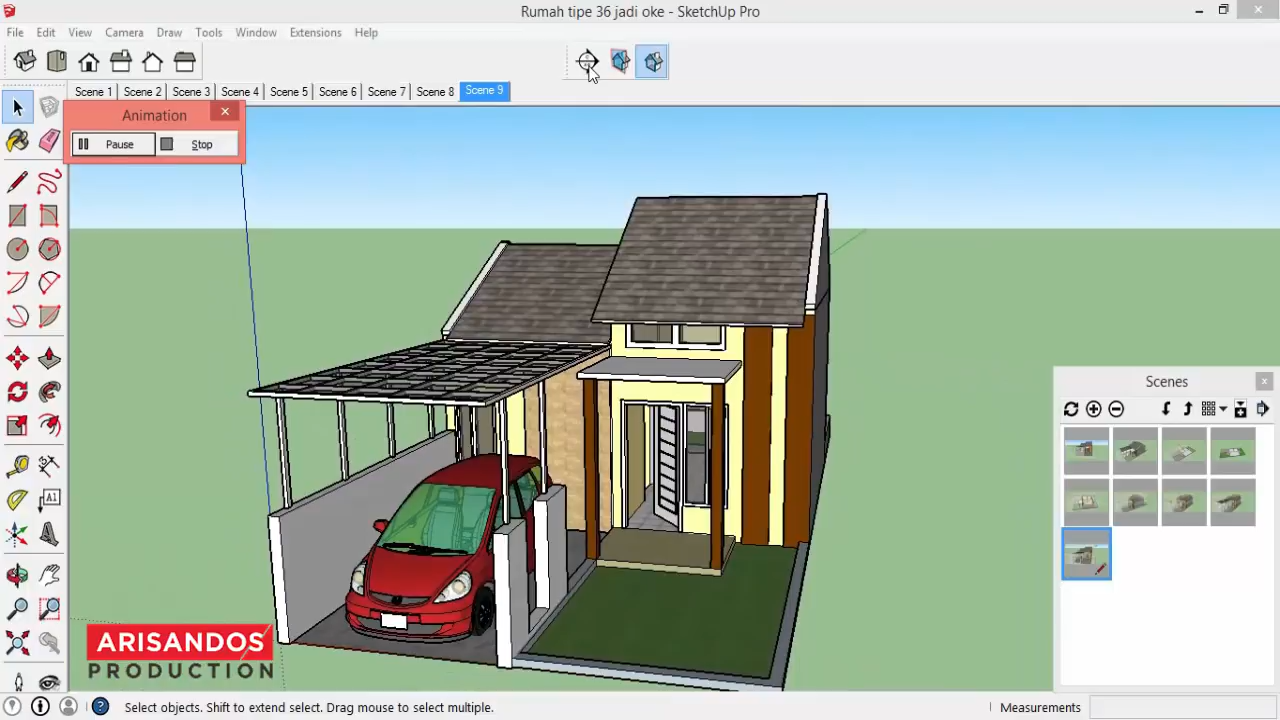 Rumah tipe 36 jadi oke - SketchUp Pro
File Edit View Camera Draw Tools Window Extensions Help
Scene 1 Scene 2 Scene 3 Scene 4 Scene 5 Scene 6 Scene 7 Scene 8 Scene 9
Animation
Pause Stop
Scenes
A1
ARISANDOS
PRODUCTION
Select objects. Shift to extend select. Drag mouse to select multiple.
Measurements